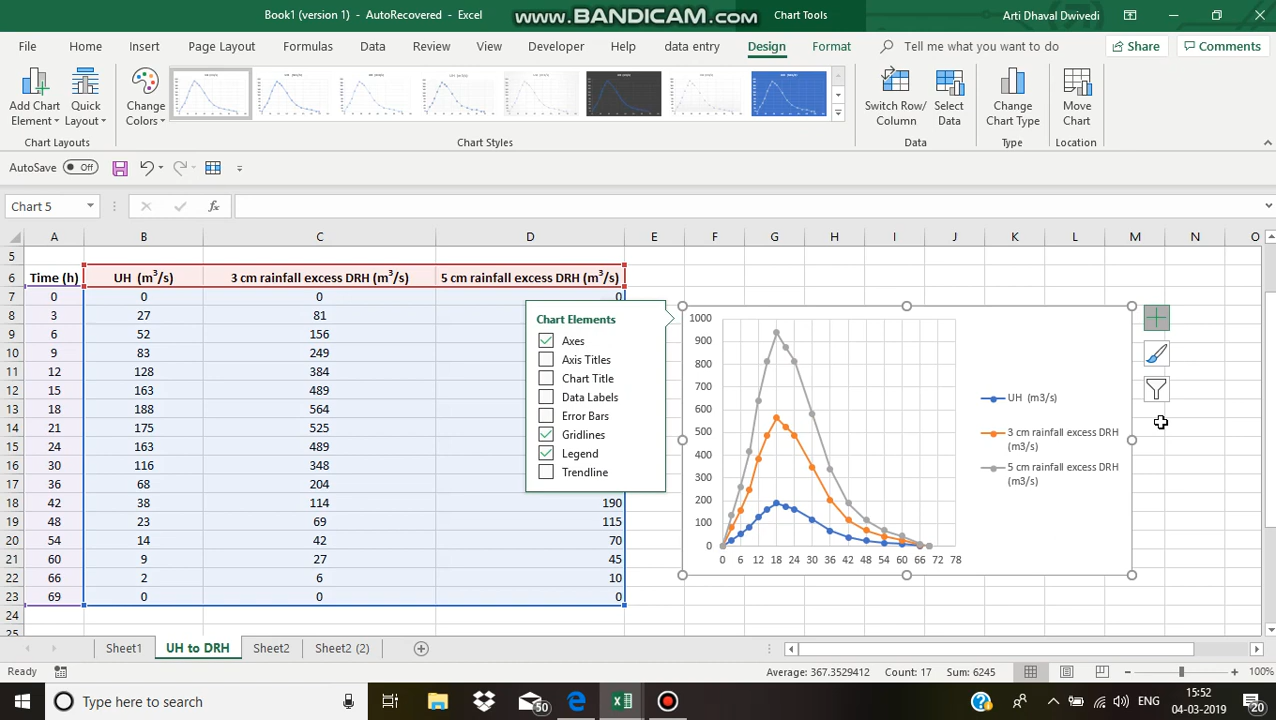 Book1 (version 1) - AutoRecovered - Excel
www.BANDICAM.com
Chart Tools
Arti Dhaval Dwivedi
File Home Insert Page Layout Formulas Data Review View Developer Help data entry Design Format Tell me what you want to do Share Comments
Add Chart Element Quick Layout Change Colors Switch Row/ Column Select Data Change Chart Type Move Chart
Chart Layouts Chart Styles Data Type Location
AutoSave Off
Chart 5 fx
A B C D E F G H I J K L M N O
5
6 Time (h) UH (m³/s) 3 cm rainfall excess DRH (m³/s) 5 cm rainfall excess DRH (m³/s)
7 0 0 0 0
8 3 27 81
9 6 52 156
10 9 83 249
11 12 128 384
12 15 163 489
13 18 188 564
14 21 175 525
15 24 163 489
16 30 116 348
17 36 68 204
18 42 38 114 190
19 48 23 69 115
20 54 14 42 70
21 60 9 27 45
22 66 2 6 10
23 69 0 0 0
24
25
Chart Elements
Axes
Axis Titles
Chart Title
Data Labels
Error Bars
Gridlines
Legend
Trendline
1000
900
800
700
600
500
400
300
200
100
0
0 6 12 18 24 30 36 42 48 54 60 66 72 78
UH (m3/s)
3 cm rainfall excess DRH
(m3/s)
5 cm rainfall excess DRH
(m3/s)
Sheet1 UH to DRH Sheet2 Sheet2 (2)
Ready Average: 367.3529412 Count: 17 Sum: 6245 100%
Type here to search
50
ENG
15:52
04-03-2019
20